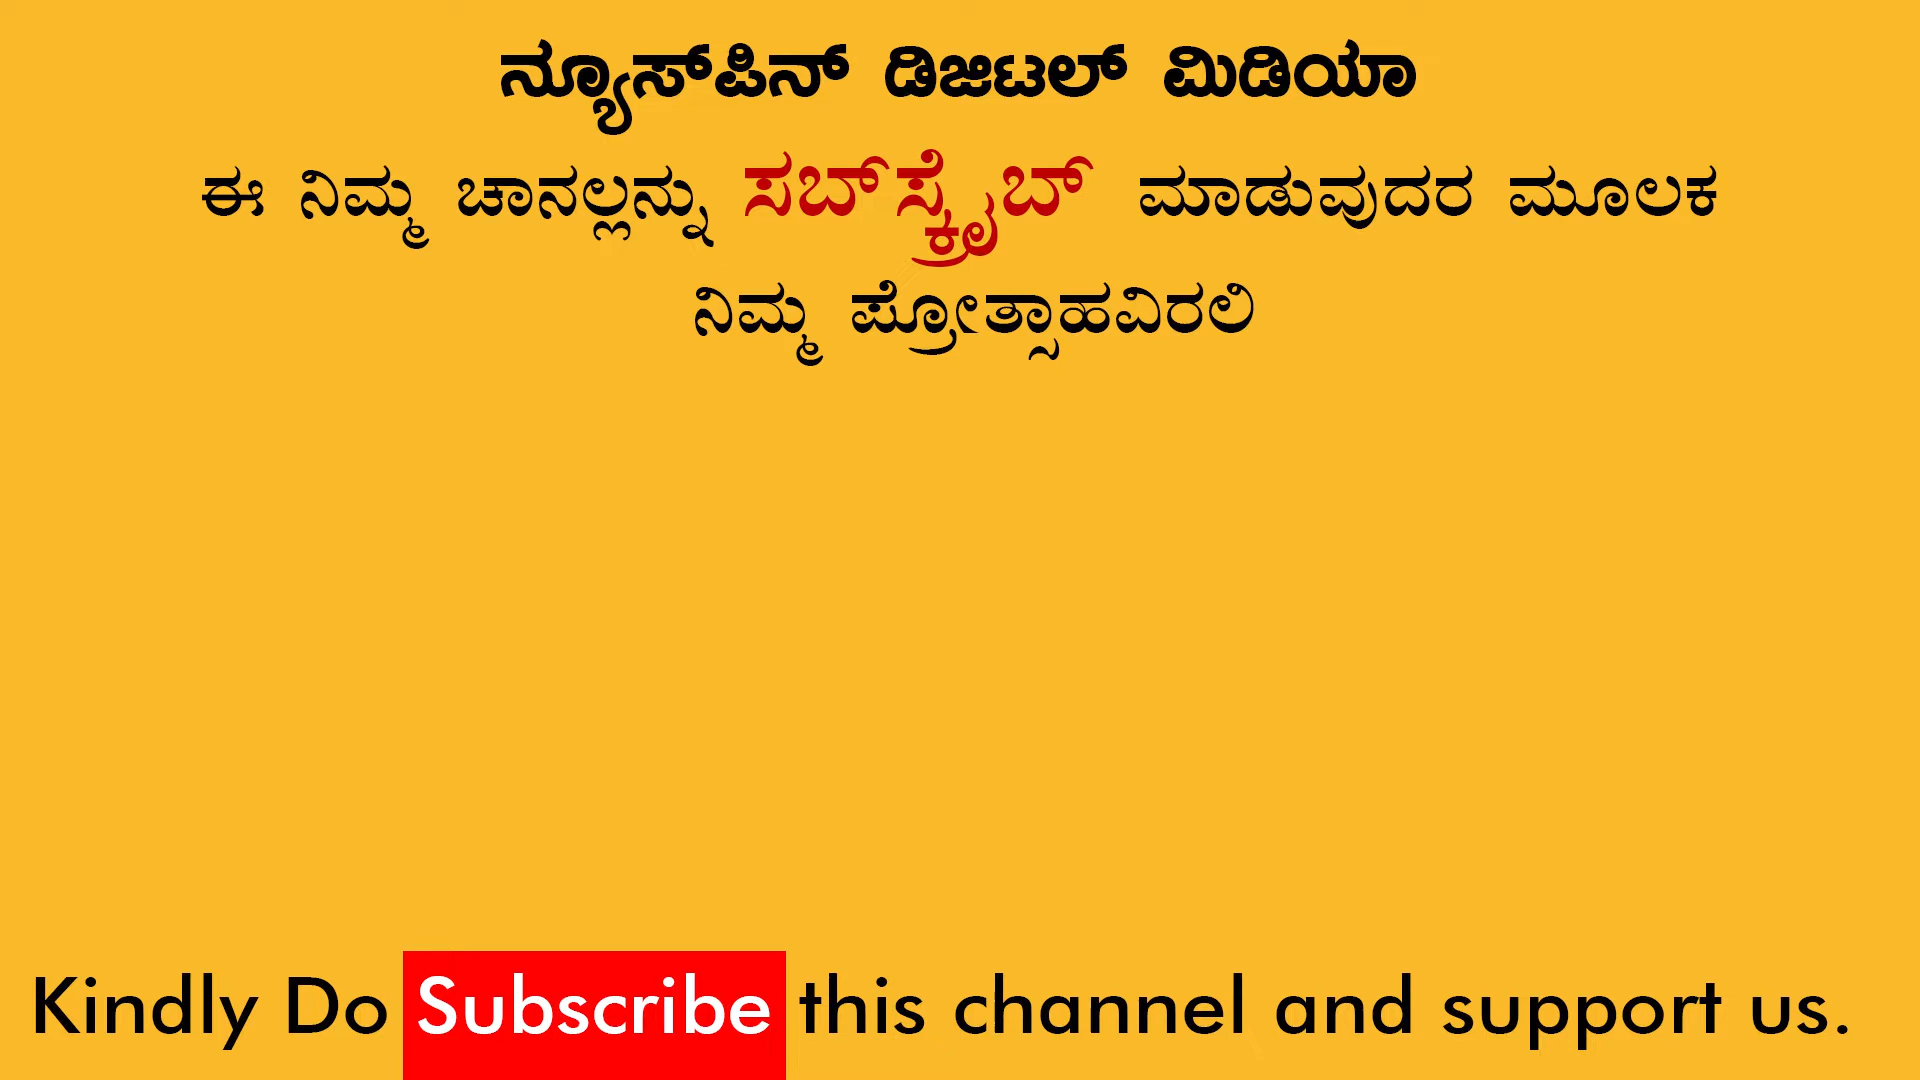 ನ್ಯೂಸ್‌ಪಿನ್ ಡಿಜಿಟಲ್ ಮಿಡಿಯಾ
ಈ ನಿಮ್ಮ ಚಾನಲ್ಲನ್ನು ಸಬ್‌ಸ್ಕ್ರೈಬ್ ಮಾಡುವುದರ ಮೂಲಕ
ನಿಮ್ಮ ಪ್ರೋತ್ಸಾಹವಿರಲಿ
Kindly Do Subscribe this channel and support us.